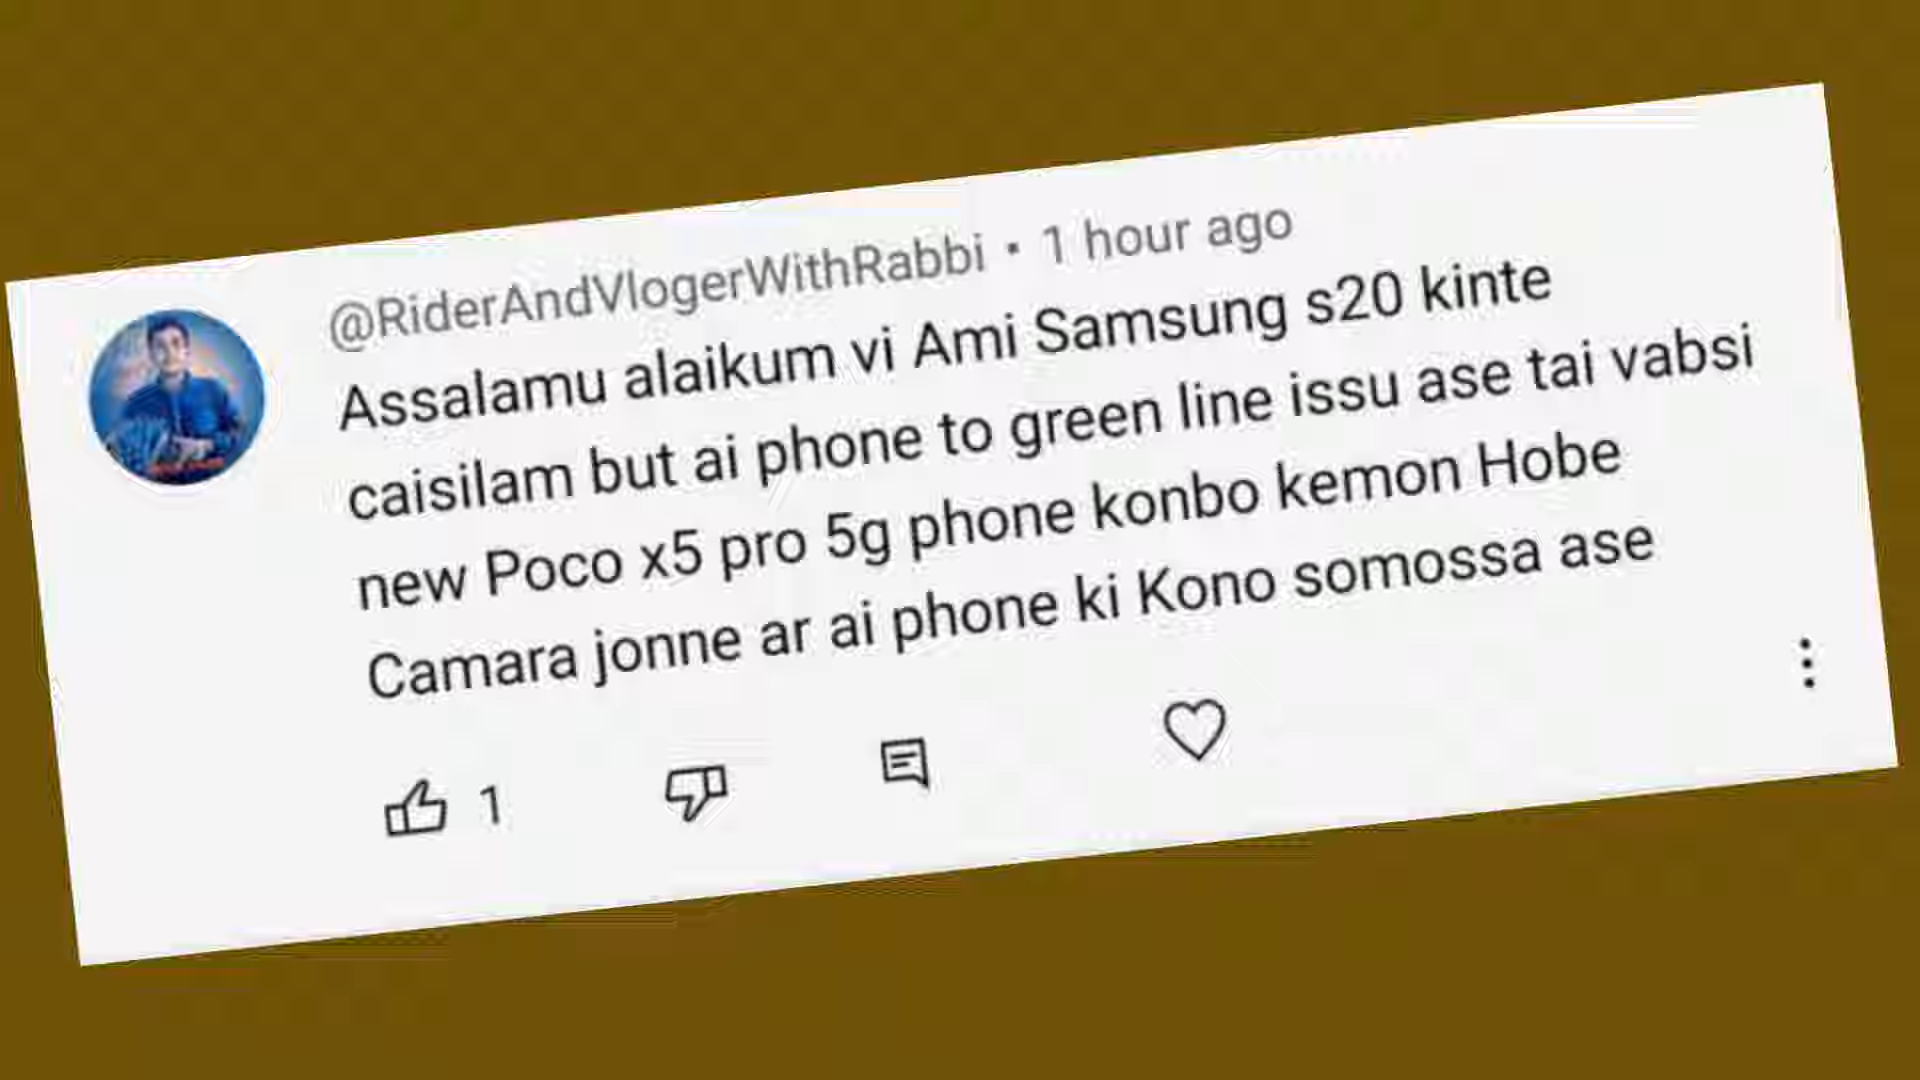 @RiderAndVlogerWithRabbi • 1 hour ago
Assalamu alaikum vi Ami Samsung s20 kinte
caisilam but ai phone to green line issu ase tai vabsi
new Poco x5 pro 5g phone konbo kemon Hobe
Camara jonne ar ai phone ki Kono somossa ase
1